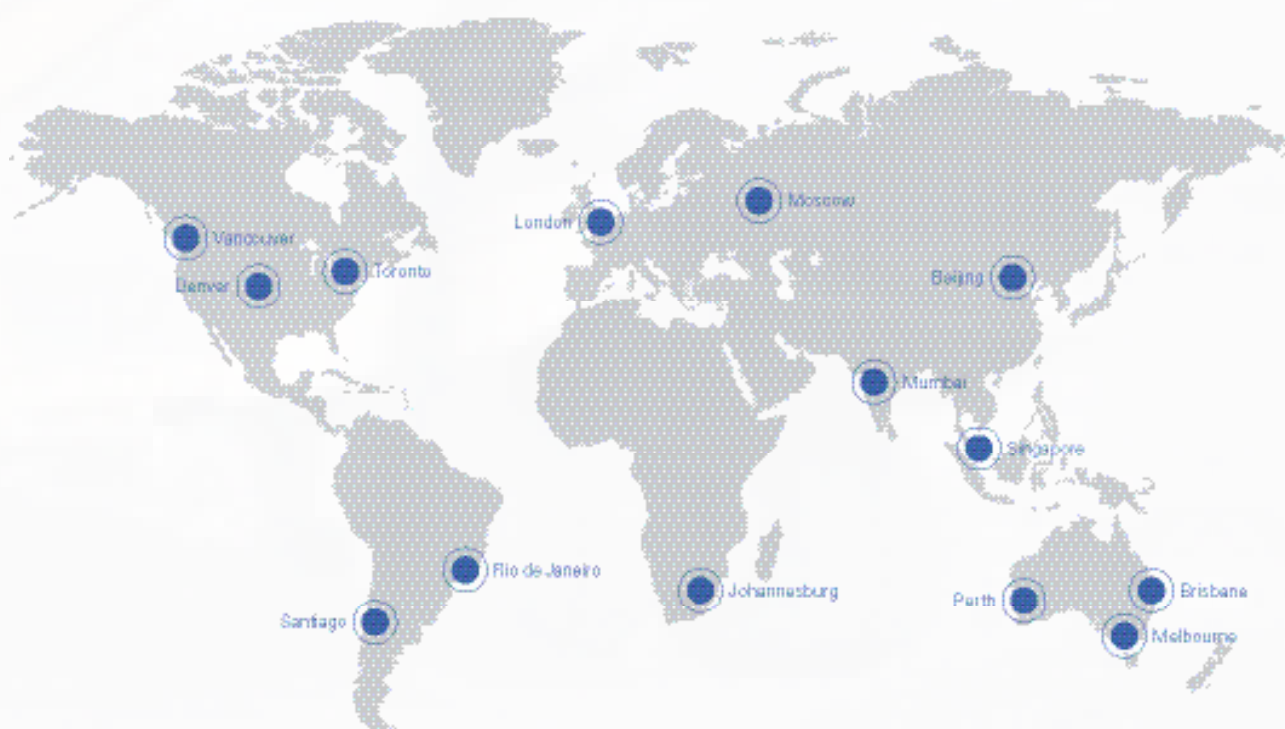 Moscow
London
Vancouver
Toronto
Beijing
Denver
Mumbai
Singapore
Rio de Janeiro
Johannesburg
Brisbane
Perth
Santiago
Melbourne